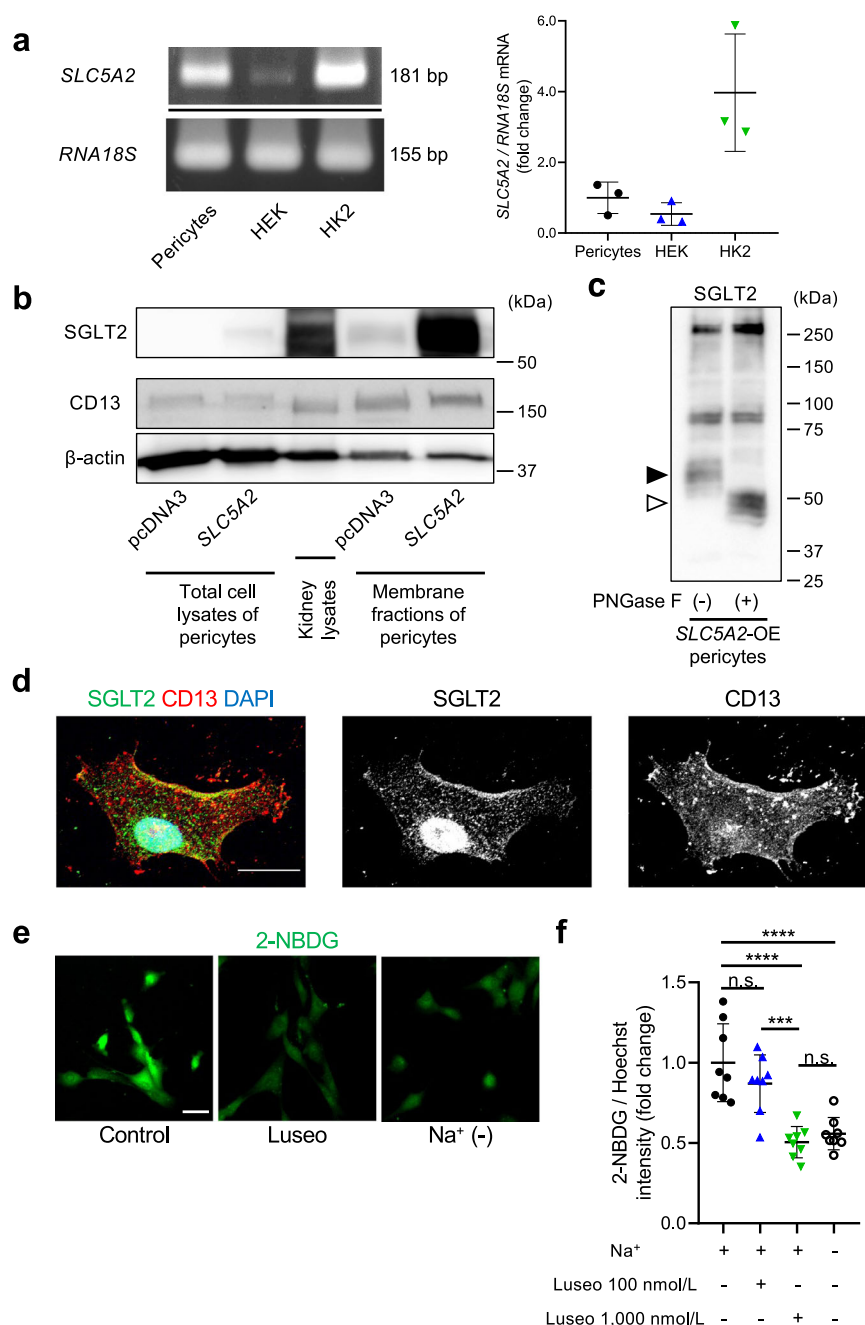 a
SLC5A2
181 bp
RNA18S
155 bp
Pericytes
HEK
HK2
SLC5A2 / RNA18S mRNA
(fold change)
6.0
4.0
2.0
0.0
Pericytes
HEK
HK2
b
(kDa)
SGLT2
50
CD13
150
β-actin
37
pcDNA3
SLC5A2
pcDNA3
SLC5A2
Total cell
lysates of
pericytes
Kidney
lysates
Membrane
fractions of
pericytes
c
SGLT2
(kDa)
250
150
100
75
50
37
25
PNGase F (-) (+)
SLC5A2-OE
pericytes
d
SGLT2 CD13 DAPI
SGLT2
CD13
e
2-NBDG
Control
Luseo
Na⁺ (-)
f
2-NBDG / Hoechst
intensity (fold change)
1.5
1.0
0.5
0.0
****
****
n.s.
***
n.s.
Na⁺ + + + -
Luseo 100 nmol/L - + - -
Luseo 1.000 nmol/L - - + -